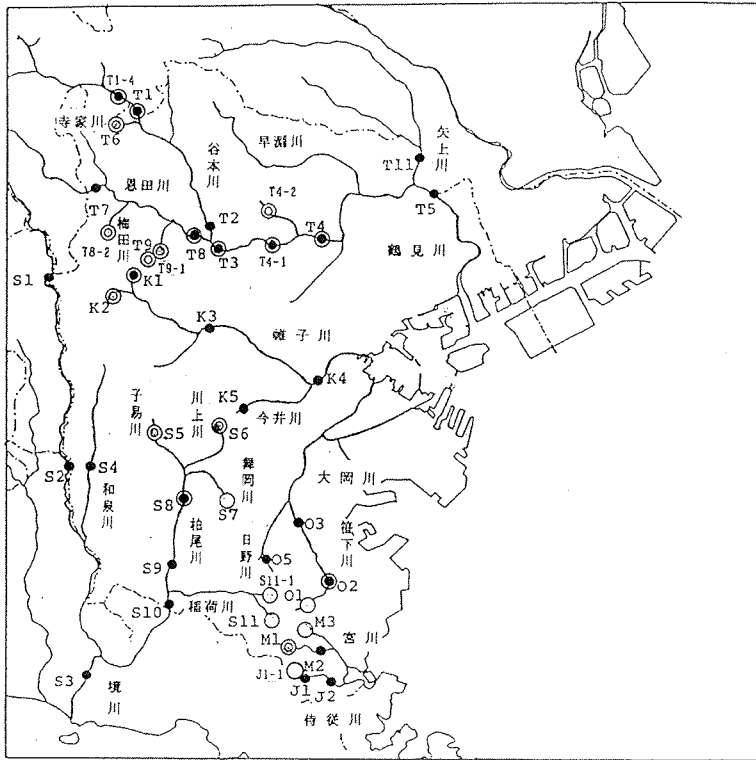 T1-4
T1
寺家川
T6
谷本川
早淵川
矢上川
T11
恩田川
T7
梅田川
T8-2
T9
T9-1
T2
T8
T3
T4-2
T4-1
T4
T5
鶴見川
S1
K1
K2
K3
帷子川
K4
K5
今井川
子易川
川上川
S5
S6
舞岡川
S7
大岡川
S2
S4
和泉川
S8
柏尾川
日野川
O3
笹下川
S9
O5
S11-1
O1
O2
S10
稲荷川
S11
M3
M1
宮川
M2
J1-1
J1
J2
侍従川
S3
境川